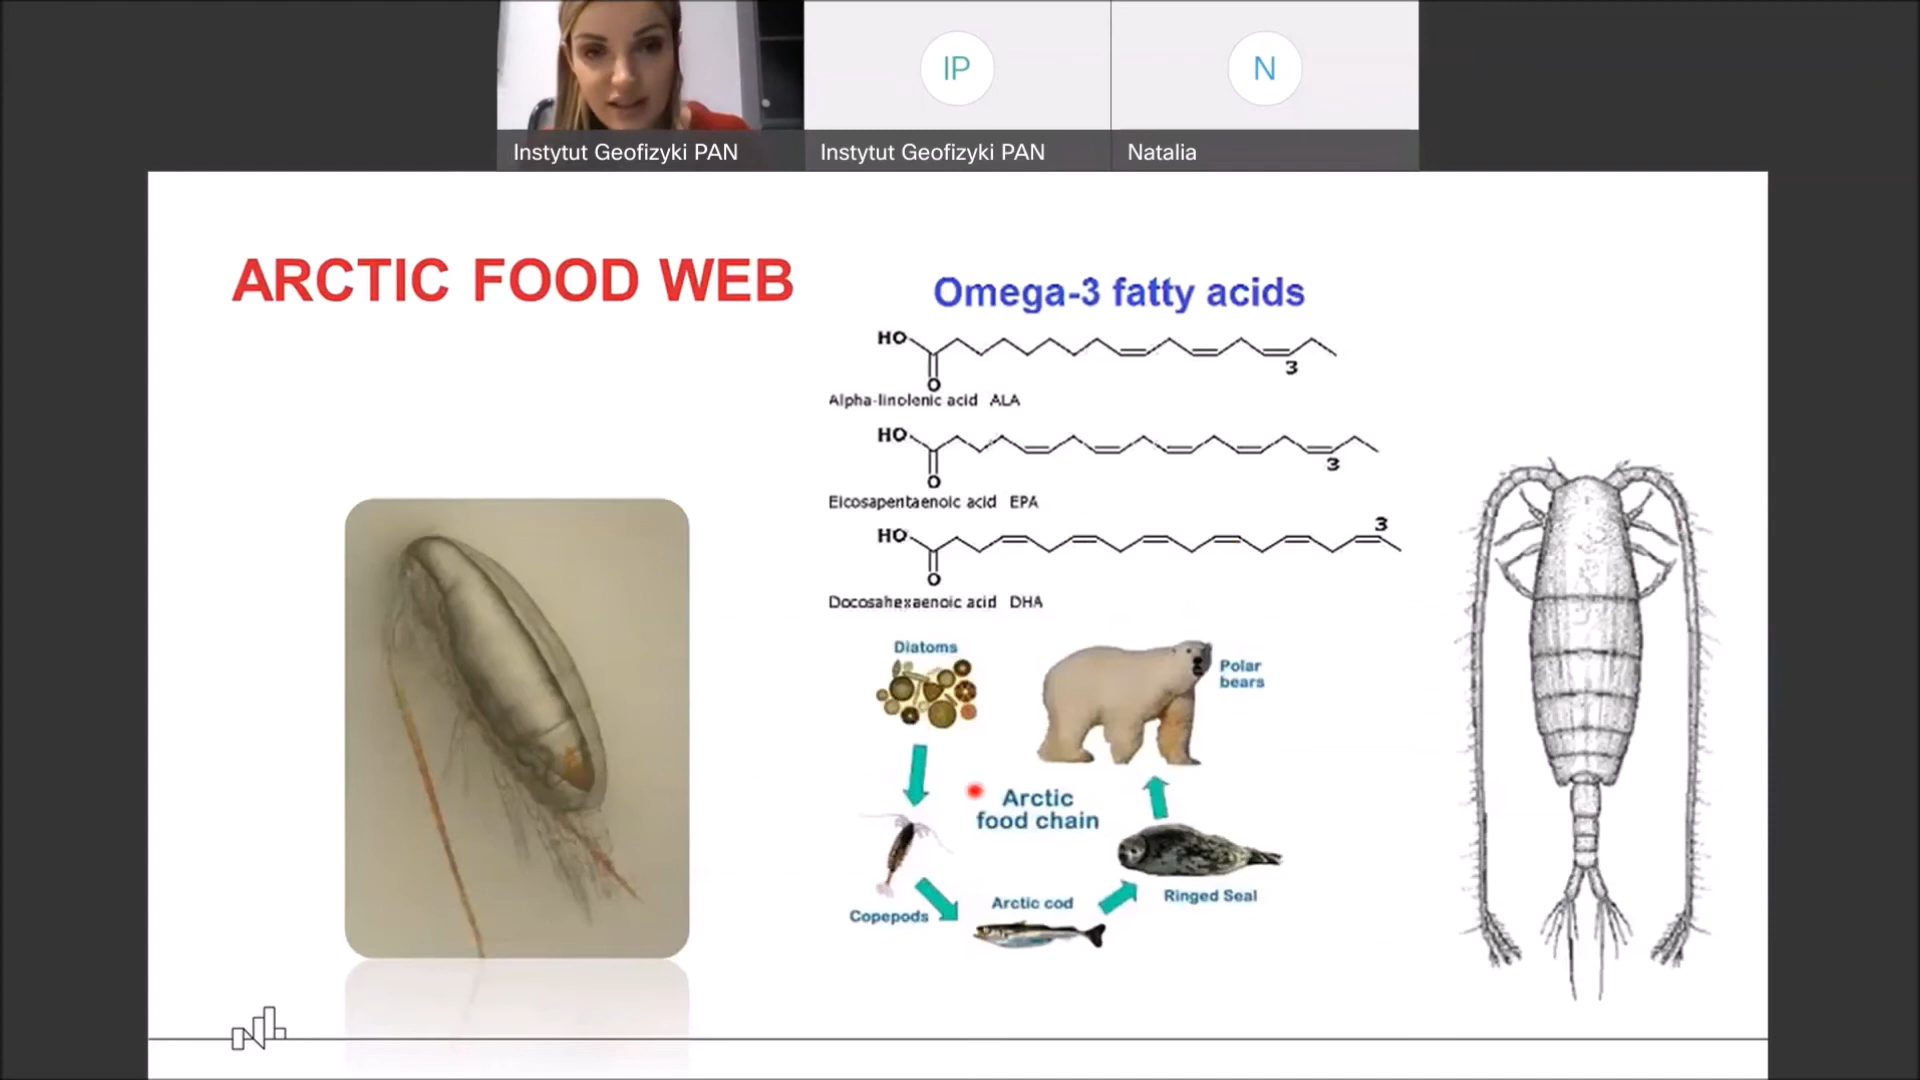 IP
N
Instytut Geofizyki PAN
Instytut Geofizyki PAN
Natalia
ARCTIC FOOD WEB
Omega-3 fatty acids
HO
O
3
Alpha-linolenic acid ALA
HO
O
3
Eicosapentaenoic acid EPA
HO
O
3
Docosahexaenoic acid DHA
Diatoms
Polar
bears
Arctic
food chain
Copepods
Arctic cod
Ringed Seal